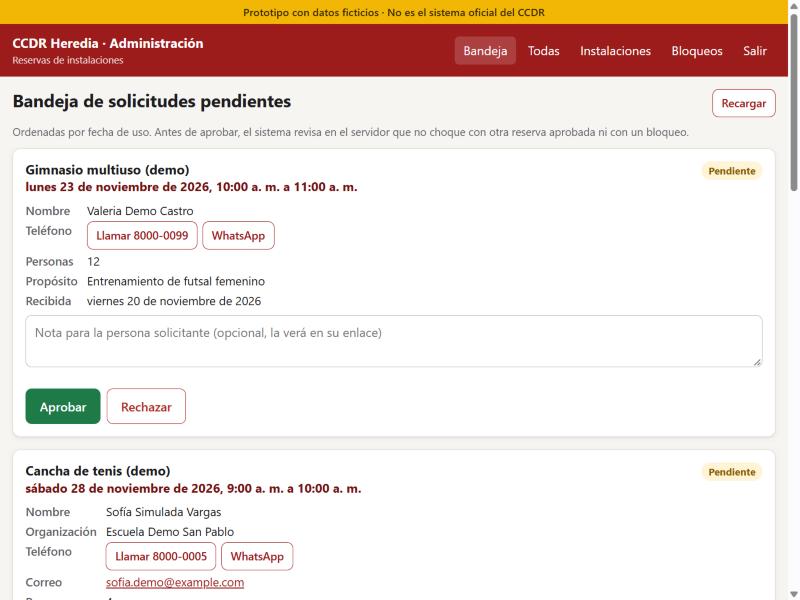 Prototipo con datos ficticios · No es el sistema oficial del CCDR
CCDR Heredia · Administración
Reservas de instalaciones
Bandeja
Todas
Instalaciones
Bloqueos
Salir
Bandeja de solicitudes pendientes
Recargar
Ordenadas por fecha de uso. Antes de aprobar, el sistema revisa en el servidor que no choque con otra reserva aprobada ni con un bloqueo.
Gimnasio multiuso (demo)
Pendiente
lunes 23 de noviembre de 2026, 10:00 a. m. a 11:00 a. m.
Nombre Valeria Demo Castro
Teléfono Llamar 8000-0099 WhatsApp
Personas 12
Propósito Entrenamiento de futsal femenino
Recibida viernes 20 de noviembre de 2026
Nota para la persona solicitante (opcional, la verá en su enlace)
Aprobar Rechazar
Cancha de tenis (demo)
Pendiente
sábado 28 de noviembre de 2026, 9:00 a. m. a 10:00 a. m.
Nombre Sofía Simulada Vargas
Organización Escuela Demo San Pablo
Teléfono Llamar 8000-0005 WhatsApp
Correo sofia.demo@example.com